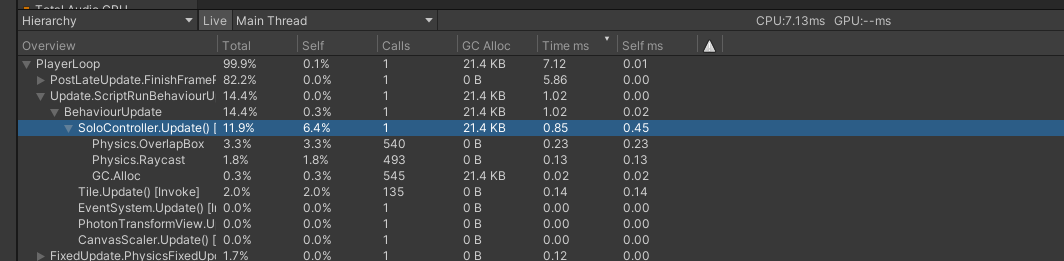 Total Audio CPU
Hierarchy Live Main Thread CPU:7.13ms GPU:--ms
Overview Total Self Calls GC Alloc Time ms Self ms
PlayerLoop 99.9% 0.1% 1 21.4 KB 7.12 0.01
PostLateUpdate.FinishFrameF 82.2% 0.0% 1 0 B 5.86 0.00
Update.ScriptRunBehaviourU 14.4% 0.0% 1 21.4 KB 1.02 0.00
BehaviourUpdate 14.4% 0.3% 1 21.4 KB 1.02 0.02
SoloController.Update() [ 11.9% 6.4% 1 21.4 KB 0.85 0.45
Physics.OverlapBox 3.3% 3.3% 540 0 B 0.23 0.23
Physics.Raycast 1.8% 1.8% 493 0 B 0.13 0.13
GC.Alloc 0.3% 0.3% 545 21.4 KB 0.02 0.02
Tile.Update() [Invoke] 2.0% 2.0% 135 0 B 0.14 0.14
EventSystem.Update() [I 0.0% 0.0% 1 0 B 0.00 0.00
PhotonTransformView.U 0.0% 0.0% 1 0 B 0.00 0.00
CanvasScaler.Update() [ 0.0% 0.0% 1 0 B 0.00 0.00
FixedUpdate.PhysicsFixedUp 1.7% 0.0% 1 0 B 0.12 0.00